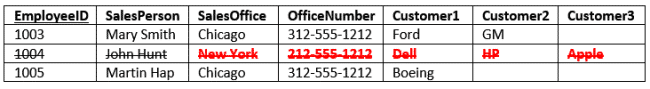 EmployeeID SalesPerson SalesOffice OfficeNumber Customer1 Customer2 Customer3
1003 Mary Smith Chicago 312-555-1212 Ford GM
1004 John Hunt New York 212-555-1212 Dell HP Apple
1005 Martin Hap Chicago 312-555-1212 Boeing